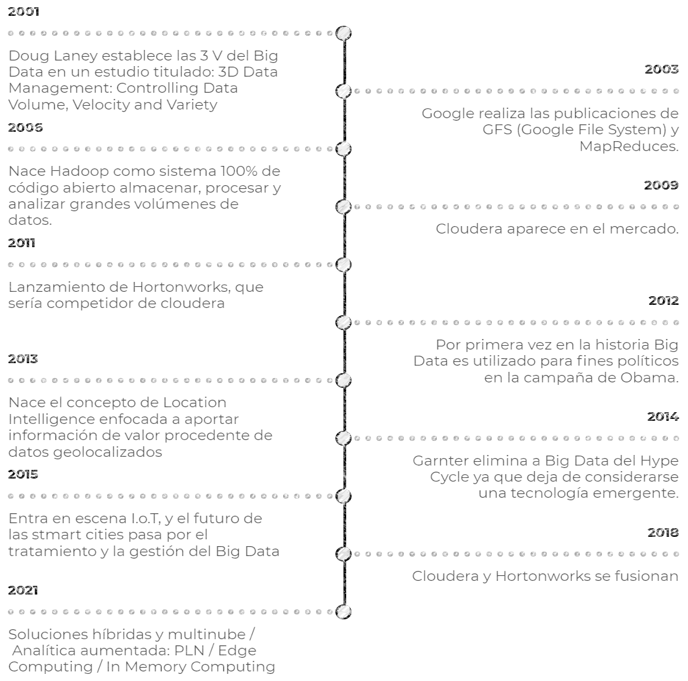 2001
Doug Laney establece las 3 V del Big
Data en un estudio titulado: 3D Data
Management: Controlling Data
Volume, Velocity and Variety
2003
Google realiza las publicaciones de
GFS (Google File System) y
MapReduces.
2006
Nace Hadoop como sistema 100% de
código abierto almacenar, procesar y
analizar grandes volúmenes de
datos.
2009
Cloudera aparece en el mercado.
2011
Lanzamiento de Hortonworks, que
sería competidor de cloudera
2012
Por primera vez en la historia Big
Data es utilizado para fines políticos
en la campaña de Obama.
2013
Nace el concepto de Location
Intelligence enfocada a aportar
información de valor procedente de
datos geolocalizados
2014
Garnter elimina a Big Data del Hype
Cycle ya que deja de considerarse
una tecnología emergente.
2015
Entra en escena I.o.T, y el futuro de
las stmart cities pasa por el
tratamiento y la gestión del Big Data
2018
Cloudera y Hortonworks se fusionan
2021
Soluciones híbridas y multinube /
Analítica aumentada: PLN / Edge
Computing / In Memory Computing